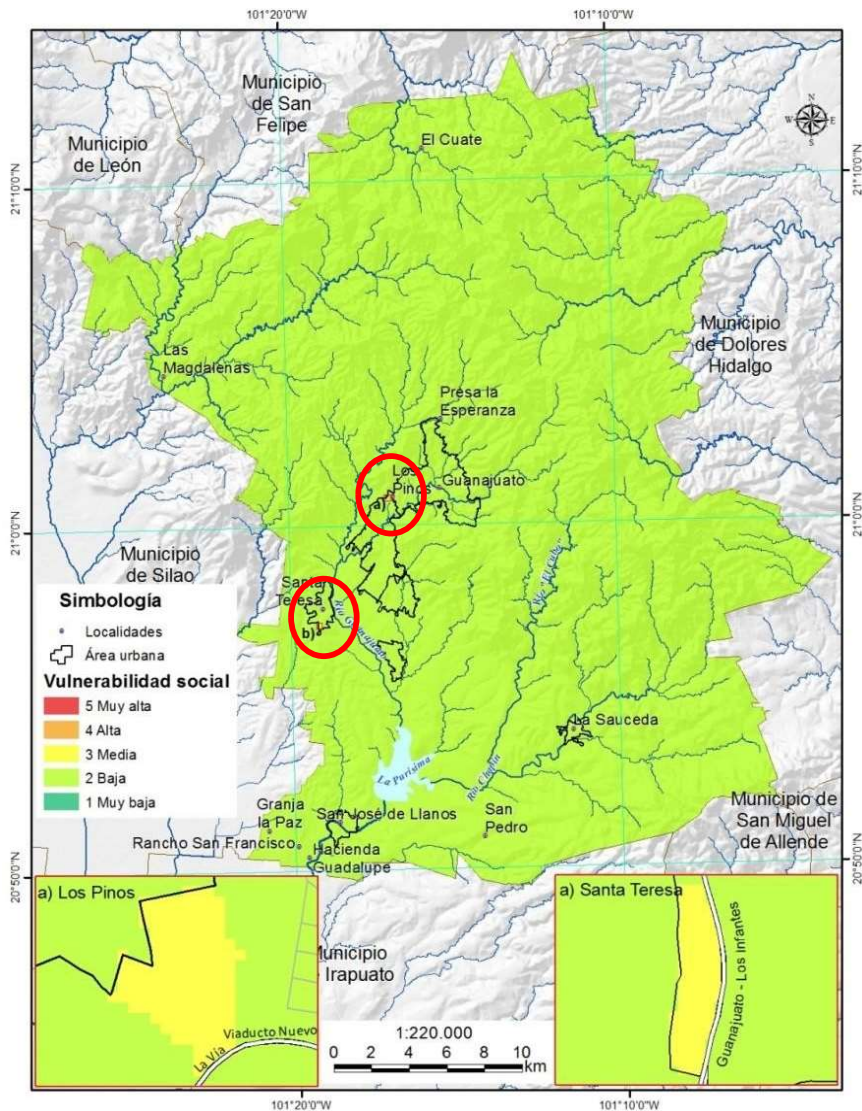 101°20'0"W
101°10'0"W
Municipio
de San
Felipe
Municipio
de León
El Cuate
N
W
E
S
21°10'0"N
21°10'0"N
Municipio
de Dolores
Hidalgo
Las
Magdalenas
Presa la
Esperanza
Los
Pinos
Guanajuato
a)
21°0'0"N
21°0'0"N
Municipio
de Silao
Santa
Teresa
b)
Río Guanajuato
Simbología
Localidades
Área urbana
Vulnerabilidad social
5 Muy alta
4 Alta
3 Media
2 Baja
1 Muy baja
La Sauceda
La Purísima
Río Chapín
Granja
la Paz
San José de Llanos
San
Pedro
Rancho San Francisco
Hacienda
Guadalupe
Municipio de
San Miguel
de Allende
20°50'0"N
20°50'0"N
a) Los Pinos
La Vía
Viaducto Nuevo
Irapuato
1:220.000
0 2 4 6 8 10
km
a) Santa Teresa
Guanajuato - Los Infantes
101°20'0"W
101°10'0"W